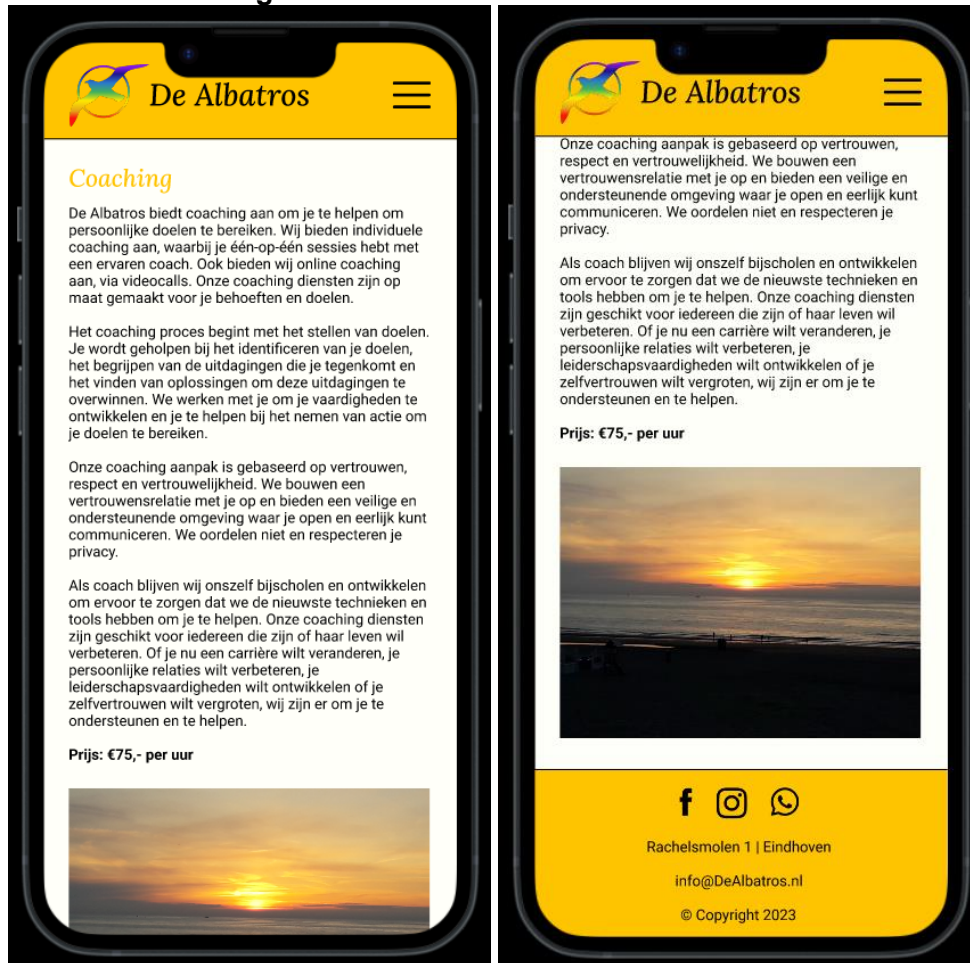 g
De Albatros
Coaching
De Albatros biedt coaching aan om je te helpen om
persoonlijke doelen te bereiken. Wij bieden individuele
coaching aan, waarbij je één-op-één sessies hebt met
een ervaren coach. Ook bieden wij online coaching
aan, via videocalls. Onze coaching diensten zijn op
maat gemaakt voor je behoeften en doelen.
Het coaching proces begint met het stellen van doelen.
Je wordt geholpen bij het identificeren van je doelen,
het begrijpen van de uitdagingen die je tegenkomt en
het vinden van oplossingen om deze uitdagingen te
overwinnen. We werken met je om je vaardigheden te
ontwikkelen en je te helpen bij het nemen van actie om
je doelen te bereiken.
Onze coaching aanpak is gebaseerd op vertrouwen,
respect en vertrouwelijkheid. We bouwen een
vertrouwensrelatie met je op en bieden een veilige en
ondersteunende omgeving waar je open en eerlijk kunt
communiceren. We oordelen niet en respecteren je
privacy.
Als coach blijven wij onszelf bijscholen en ontwikkelen
om ervoor te zorgen dat we de nieuwste technieken en
tools hebben om je te helpen. Onze coaching diensten
zijn geschikt voor iedereen die zijn of haar leven wil
verbeteren. Of je nu een carrière wilt veranderen, je
persoonlijke relaties wilt verbeteren, je
leiderschapsvaardigheden wilt ontwikkelen of je
zelfvertrouwen wilt vergroten, wij zijn er om je te
ondersteunen en te helpen.
Prijs: €75,- per uur
De Albatros
Onze coaching aanpak is gebaseerd op vertrouwen,
respect en vertrouwelijkheid. We bouwen een
vertrouwensrelatie met je op en bieden een veilige en
ondersteunende omgeving waar je open en eerlijk kunt
communiceren. We oordelen niet en respecteren je
privacy.
Als coach blijven wij onszelf bijscholen en ontwikkelen
om ervoor te zorgen dat we de nieuwste technieken en
tools hebben om je te helpen. Onze coaching diensten
zijn geschikt voor iedereen die zijn of haar leven wil
verbeteren. Of je nu een carrière wilt veranderen, je
persoonlijke relaties wilt verbeteren, je
leiderschapsvaardigheden wilt ontwikkelen of je
zelfvertrouwen wilt vergroten, wij zijn er om je te
ondersteunen en te helpen.
Prijs: €75,- per uur
Rachelsmolen 1 | Eindhoven
info@DeAlbatros.nl
© Copyright 2023